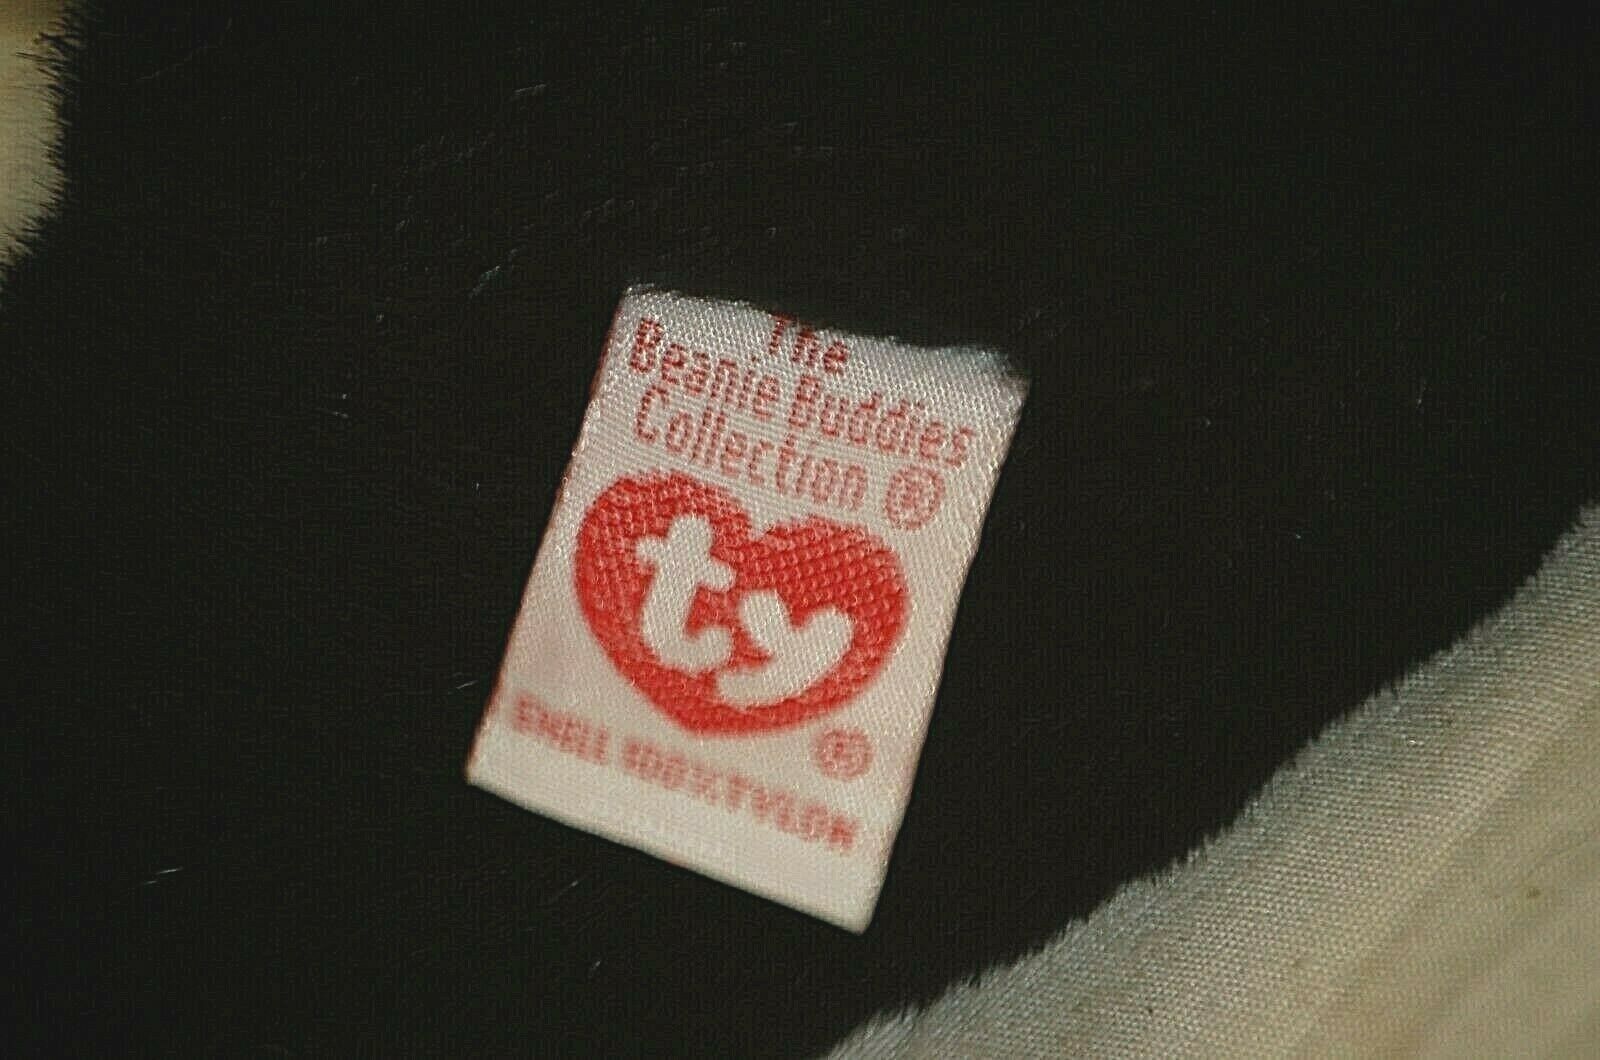 The
Beanie Buddies
Collection ®
ty
®